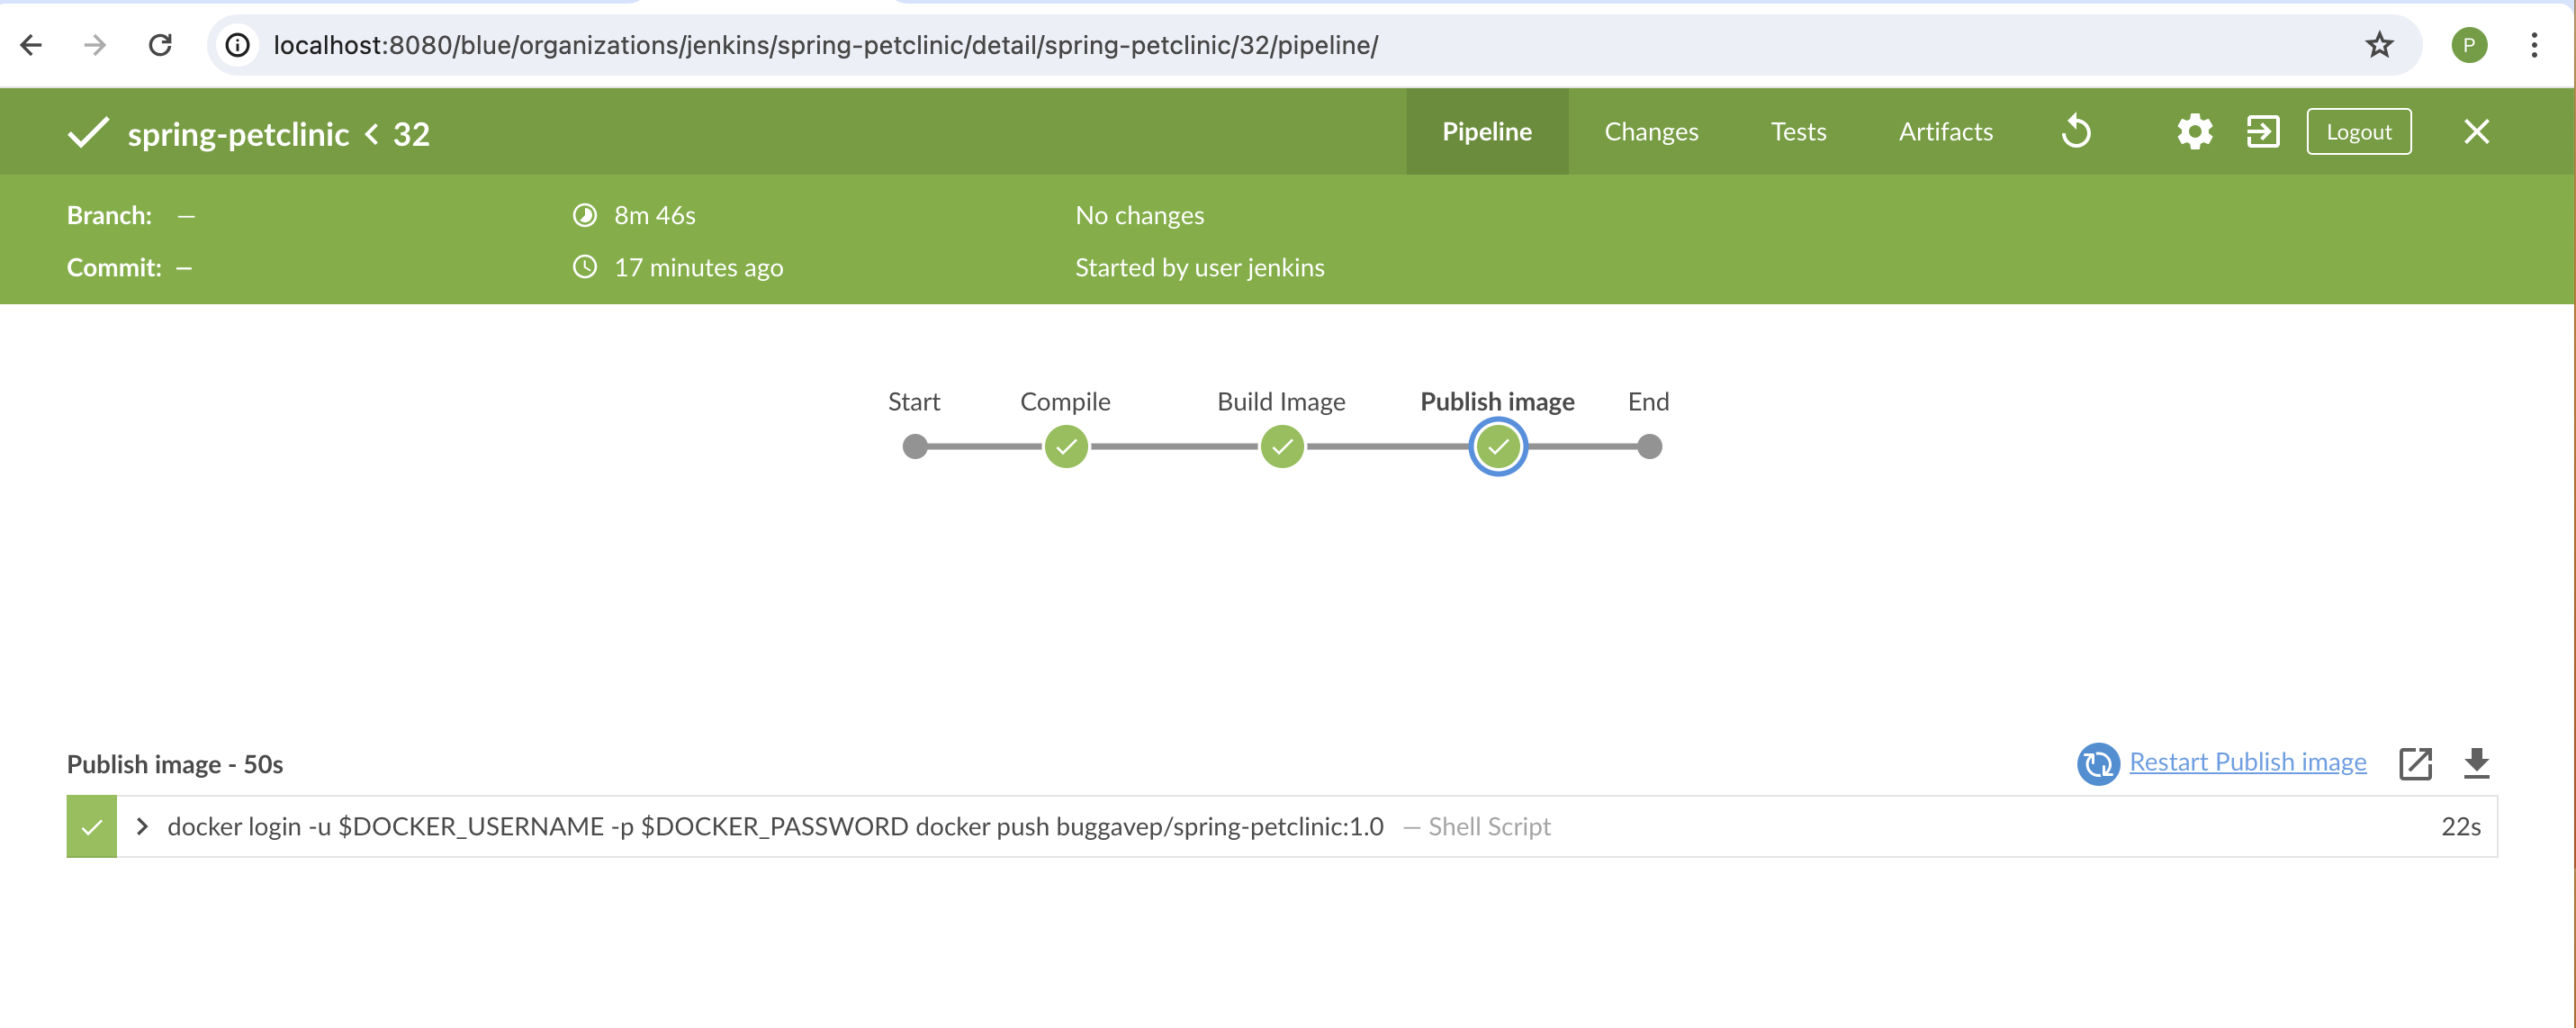 localhost:8080/blue/organizations/jenkins/spring-petclinic/detail/spring-petclinic/32/pipeline/
P
spring-petclinic < 32
Pipeline
Changes
Tests
Artifacts
Logout
Branch: —
8m 46s
No changes
Commit: —
17 minutes ago
Started by user jenkins
Start
Compile
Build Image
Publish image
End
Publish image - 50s
Restart Publish image
docker login -u $DOCKER_USERNAME -p $DOCKER_PASSWORD docker push buggavep/spring-petclinic:1.0 — Shell Script
22s